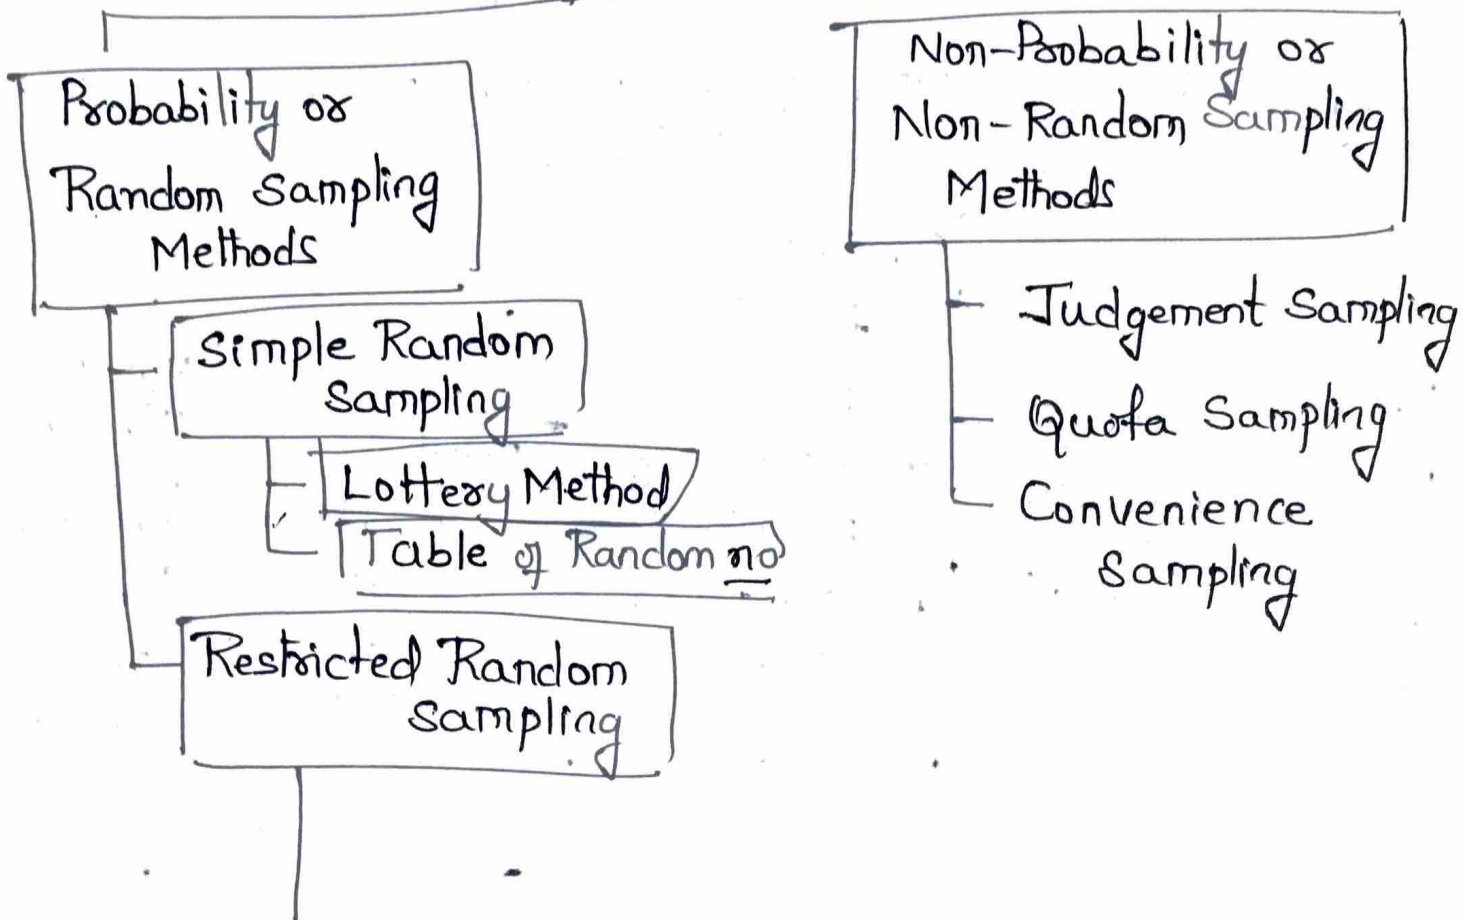 Probability or
Random Sampling
Methods
Simple Random
Sampling
Lottery Method
Table of Random no
Restricted Random
Sampling
Non-Probability or
Non-Random Sampling
Methods
Judgement Sampling
Quota Sampling
Convenience
Sampling